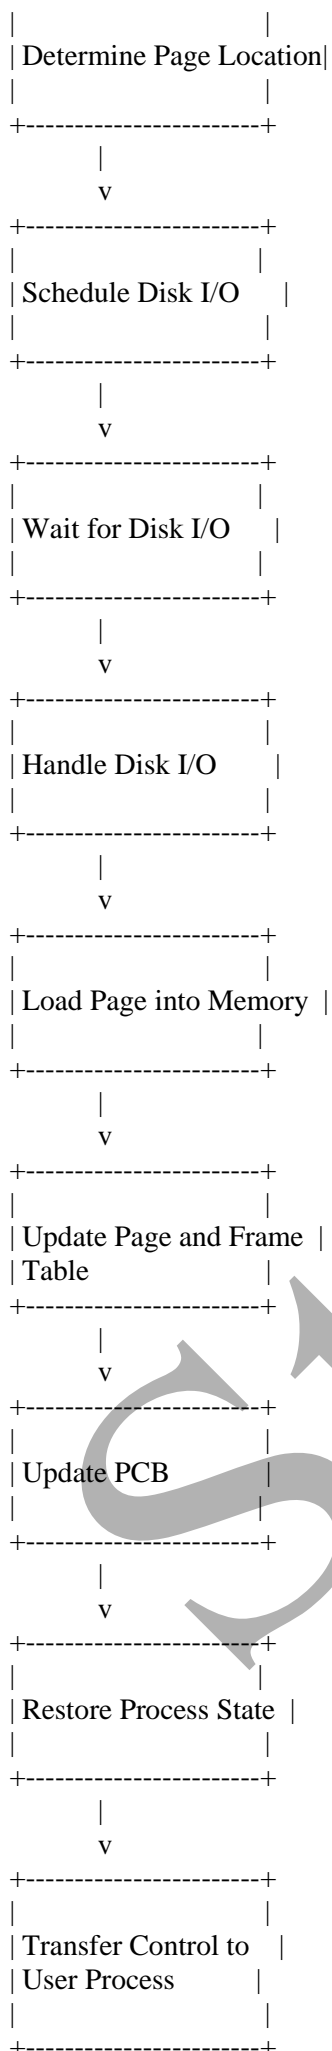 |                                  |
| Determine Page Location|
|                                  |
+-------------------------+
|
v
+-------------------------+
|                                |
| Schedule Disk I/O      |
|                                  |
+-------------------------+
|
v
+-------------------------+
|                                |
| Wait for Disk I/O      |
|                                |
+-------------------------+
|
v
+-------------------------+
|                                  |
| Handle Disk I/O        |
|                                  |
+-------------------------+
|
v
+-------------------------+
|                                  |
| Load Page into Memory  |
|                                |
+-------------------------+
|
v
+-------------------------+
|                                  |
| Update Page and Frame  |
| Table                        |
+-------------------------+
|
v
+-------------------------+
|                                  |
| Update PCB             |
|                                |
+-------------------------+
|
v
+-------------------------+
|                                |
| Restore Process State  |
|                                  |
+-------------------------+
|
v
+-------------------------+
|                                  |
| Transfer Control to    |
| User Process           |
|                                  |
+-------------------------+